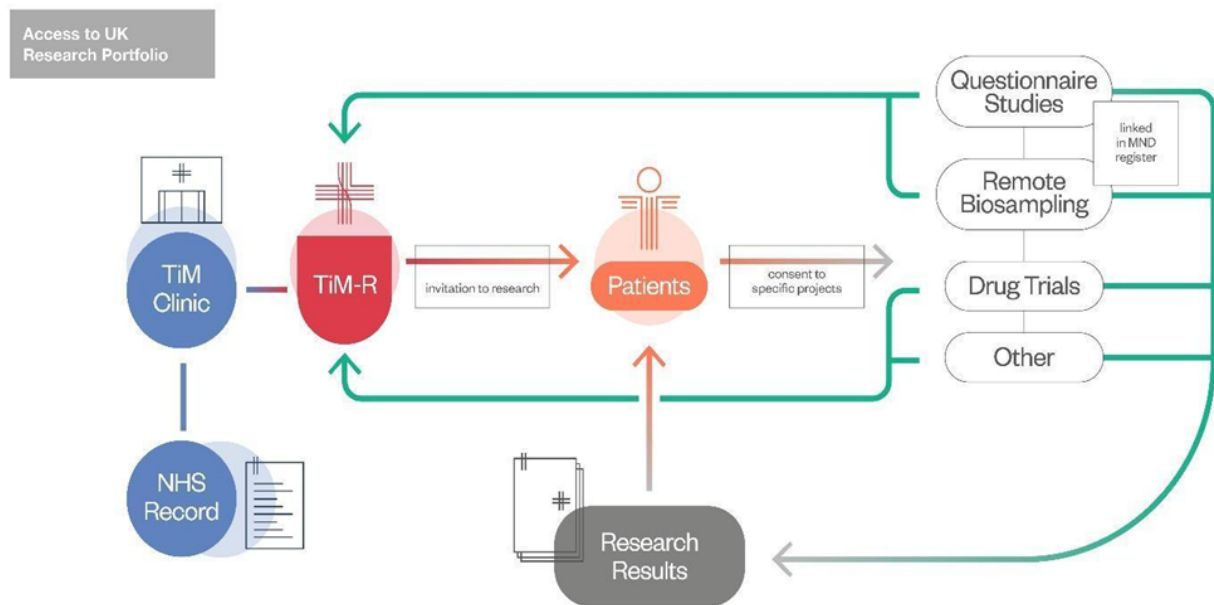 Access to UK
Research Portfolio
Questionnaire
Studies
linked
in MND
register
Remote
Biosampling
TiM
Clinic
TiM-R
invitation to research
Patients
consent to
specific projects
Drug Trials
Other
NHS
Record
Research
Results